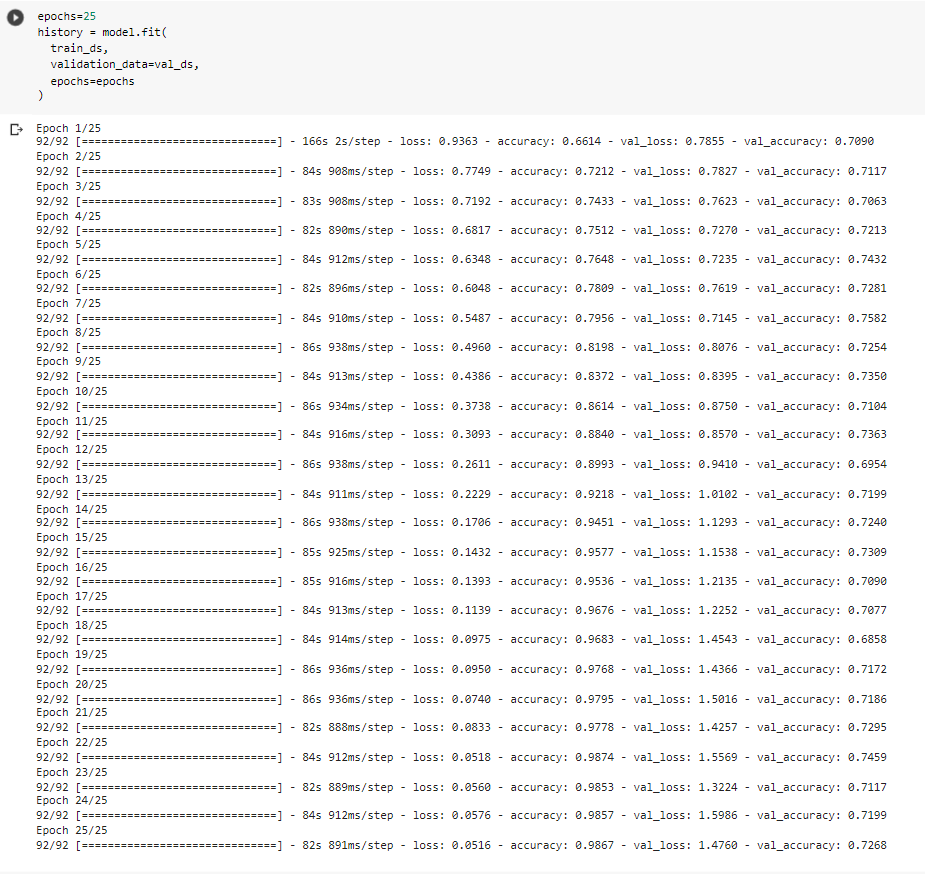 epochs=25
history = model.fit(
  train_ds,
  validation_data=val_ds,
  epochs=epochs
)
Epoch 1/25
92/92 [==============================] - 166s 2s/step - loss: 0.9363 - accuracy: 0.6614 - val_loss: 0.7855 - val_accuracy: 0.7090
Epoch 2/25
92/92 [==============================] - 84s 908ms/step - loss: 0.7749 - accuracy: 0.7212 - val_loss: 0.7827 - val_accuracy: 0.7117
Epoch 3/25
92/92 [==============================] - 83s 908ms/step - loss: 0.7192 - accuracy: 0.7433 - val_loss: 0.7623 - val_accuracy: 0.7063
Epoch 4/25
92/92 [==============================] - 82s 890ms/step - loss: 0.6817 - accuracy: 0.7512 - val_loss: 0.7270 - val_accuracy: 0.7213
Epoch 5/25
92/92 [==============================] - 84s 912ms/step - loss: 0.6348 - accuracy: 0.7648 - val_loss: 0.7235 - val_accuracy: 0.7432
Epoch 6/25
92/92 [==============================] - 82s 896ms/step - loss: 0.6048 - accuracy: 0.7809 - val_loss: 0.7619 - val_accuracy: 0.7281
Epoch 7/25
92/92 [==============================] - 84s 910ms/step - loss: 0.5487 - accuracy: 0.7956 - val_loss: 0.7145 - val_accuracy: 0.7582
Epoch 8/25
92/92 [==============================] - 86s 938ms/step - loss: 0.4960 - accuracy: 0.8198 - val_loss: 0.8076 - val_accuracy: 0.7254
Epoch 9/25
92/92 [==============================] - 84s 913ms/step - loss: 0.4386 - accuracy: 0.8372 - val_loss: 0.8395 - val_accuracy: 0.7350
Epoch 10/25
92/92 [==============================] - 86s 934ms/step - loss: 0.3738 - accuracy: 0.8614 - val_loss: 0.8750 - val_accuracy: 0.7104
Epoch 11/25
92/92 [==============================] - 84s 916ms/step - loss: 0.3093 - accuracy: 0.8840 - val_loss: 0.8570 - val_accuracy: 0.7363
Epoch 12/25
92/92 [==============================] - 86s 938ms/step - loss: 0.2611 - accuracy: 0.8993 - val_loss: 0.9410 - val_accuracy: 0.6954
Epoch 13/25
92/92 [==============================] - 84s 911ms/step - loss: 0.2229 - accuracy: 0.9218 - val_loss: 1.0102 - val_accuracy: 0.7199
Epoch 14/25
92/92 [==============================] - 86s 938ms/step - loss: 0.1706 - accuracy: 0.9451 - val_loss: 1.1293 - val_accuracy: 0.7240
Epoch 15/25
92/92 [==============================] - 85s 925ms/step - loss: 0.1432 - accuracy: 0.9577 - val_loss: 1.1538 - val_accuracy: 0.7309
Epoch 16/25
92/92 [==============================] - 85s 916ms/step - loss: 0.1393 - accuracy: 0.9536 - val_loss: 1.2135 - val_accuracy: 0.7090
Epoch 17/25
92/92 [==============================] - 84s 913ms/step - loss: 0.1139 - accuracy: 0.9676 - val_loss: 1.2252 - val_accuracy: 0.7077
Epoch 18/25
92/92 [==============================] - 84s 914ms/step - loss: 0.0975 - accuracy: 0.9683 - val_loss: 1.4543 - val_accuracy: 0.6858
Epoch 19/25
92/92 [==============================] - 86s 936ms/step - loss: 0.0950 - accuracy: 0.9768 - val_loss: 1.4366 - val_accuracy: 0.7172
Epoch 20/25
92/92 [==============================] - 86s 936ms/step - loss: 0.0740 - accuracy: 0.9795 - val_loss: 1.5016 - val_accuracy: 0.7186
Epoch 21/25
92/92 [==============================] - 82s 888ms/step - loss: 0.0833 - accuracy: 0.9778 - val_loss: 1.4257 - val_accuracy: 0.7295
Epoch 22/25
92/92 [==============================] - 84s 912ms/step - loss: 0.0518 - accuracy: 0.9874 - val_loss: 1.5569 - val_accuracy: 0.7459
Epoch 23/25
92/92 [==============================] - 82s 889ms/step - loss: 0.0560 - accuracy: 0.9853 - val_loss: 1.3224 - val_accuracy: 0.7117
Epoch 24/25
92/92 [==============================] - 84s 912ms/step - loss: 0.0576 - accuracy: 0.9857 - val_loss: 1.5986 - val_accuracy: 0.7199
Epoch 25/25
92/92 [==============================] - 82s 891ms/step - loss: 0.0516 - accuracy: 0.9867 - val_loss: 1.4760 - val_accuracy: 0.7268